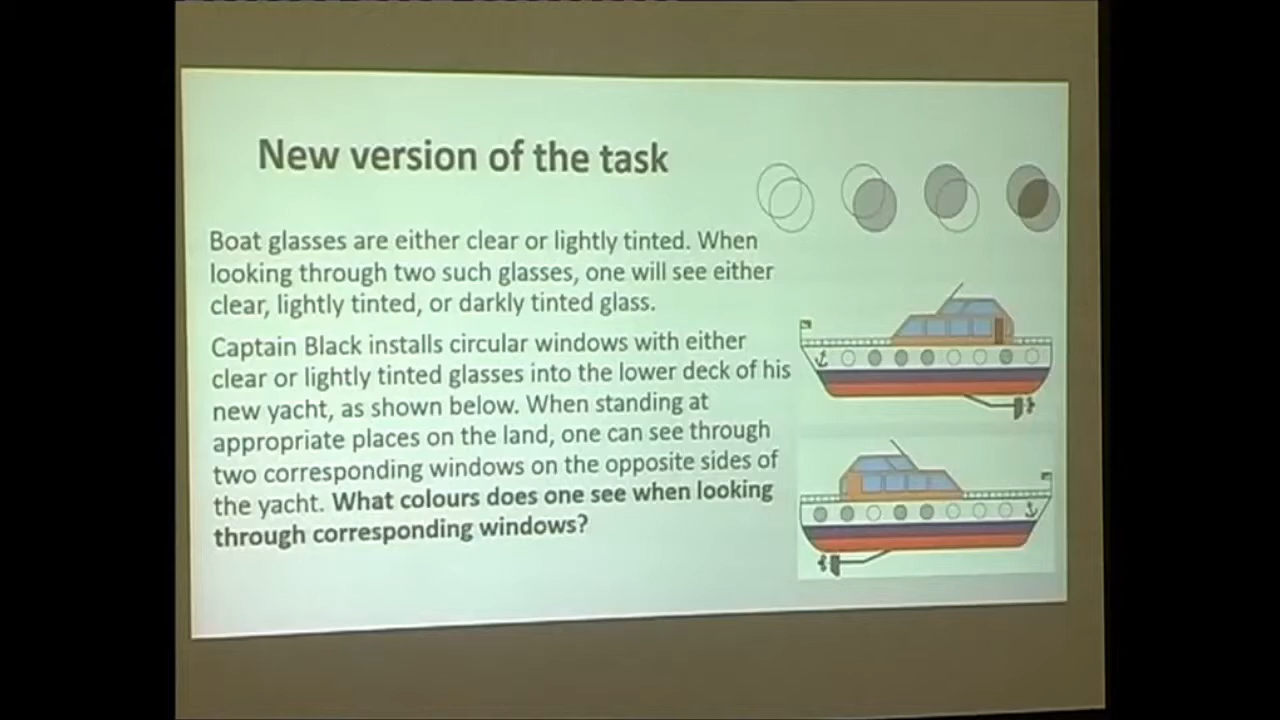 New version of the task
Boat glasses are either clear or lightly tinted. When
looking through two such glasses, one will see either
clear, lightly tinted, or darkly tinted glass.
Captain Black installs circular windows with either
clear or lightly tinted glasses into the lower deck of his
new yacht, as shown below. When standing at
appropriate places on the land, one can see through
two corresponding windows on the opposite sides of
the yacht. What colours does one see when looking
through corresponding windows?